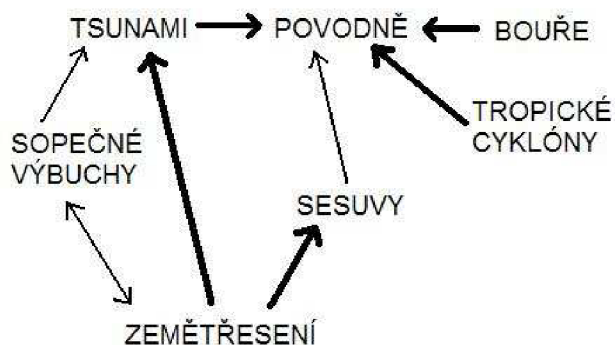 TSUNAMI
POVODNĚ
BOUŘE
TROPICKÉ
CYKLÓNY
SOPEČNÉ
VÝBUCHY
SESUVY
ZEMĚTŘESENÍ